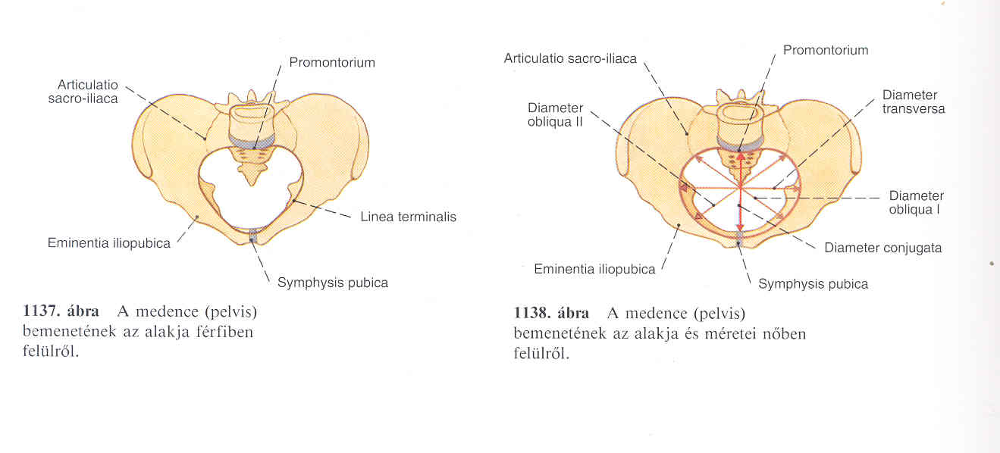 Promontorium
Articulatio
sacro-iliaca
Linea terminalis
Eminentia iliopubica
Symphysis pubica
1137. ábra A medence (pelvis)
bemenetének az alakja férfiben
felülről.
Articulatio sacro-iliaca
Promontorium
Diameter
obliqua II
Diameter
transversa
Diameter
obliqua I
Diameter conjugata
Eminentia iliopubica
Symphysis pubica
1138. ábra A medence (pelvis)
bemenetének az alakja és méretei nőben
felülről.